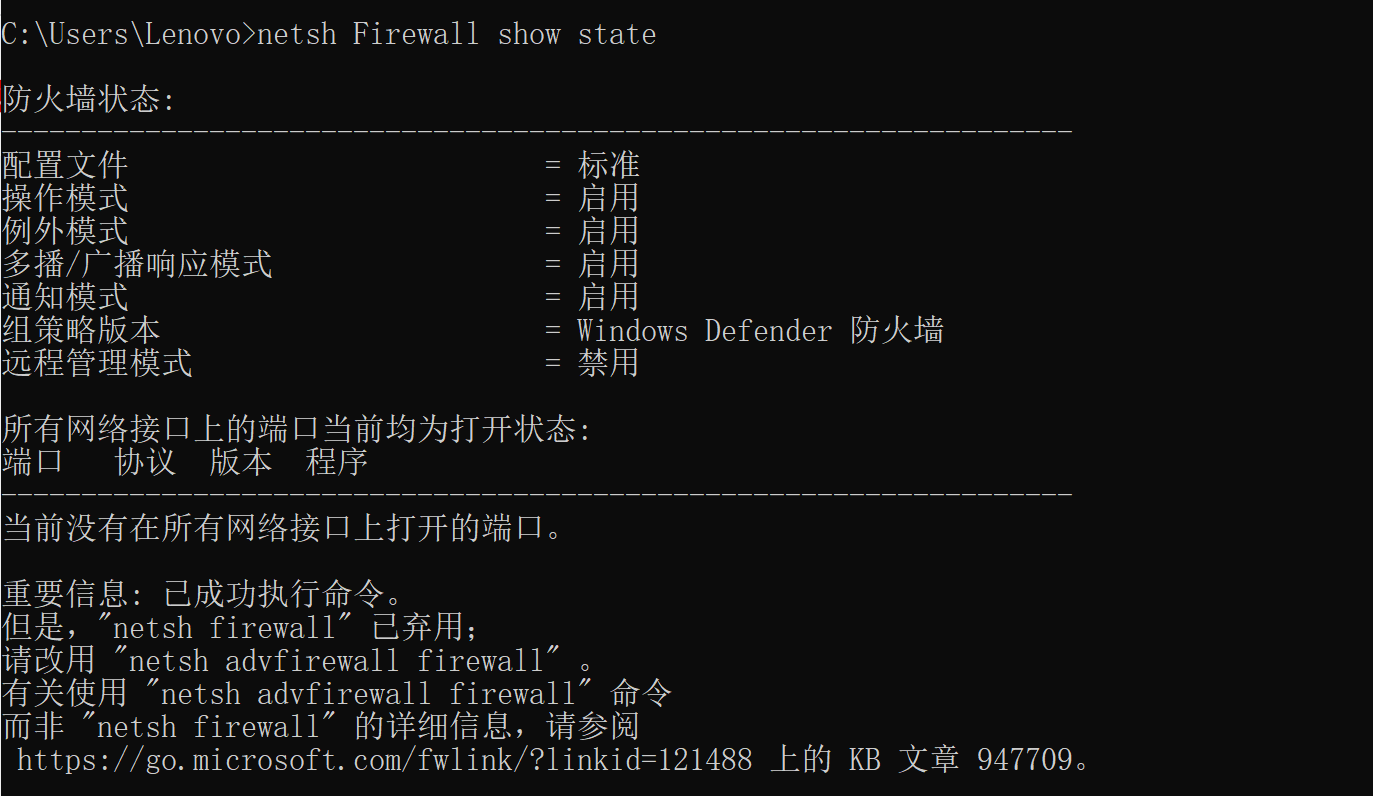 C:\Users\Lenovo>netsh Firewall show state
防火墙状态:
-------------------------------------------------------------------
配置文件 = 标准
操作模式 = 启用
例外模式 = 启用
多播/广播响应模式 = 启用
通知模式 = 启用
组策略版本 = Windows Defender 防火墙
远程管理模式 = 禁用
所有网络接口上的端口当前均为打开状态:
端口 协议 版本 程序
-------------------------------------------------------------------
当前没有在所有网络接口上打开的端口。
重要信息: 已成功执行命令。
但是，"netsh firewall" 已弃用;
请改用 "netsh advfirewall firewall" 。
有关使用 "netsh advfirewall firewall" 命令
而非 "netsh firewall" 的详细信息，请参阅
https://go.microsoft.com/fwlink/?linkid=121488 上的 KB 文章 947709。